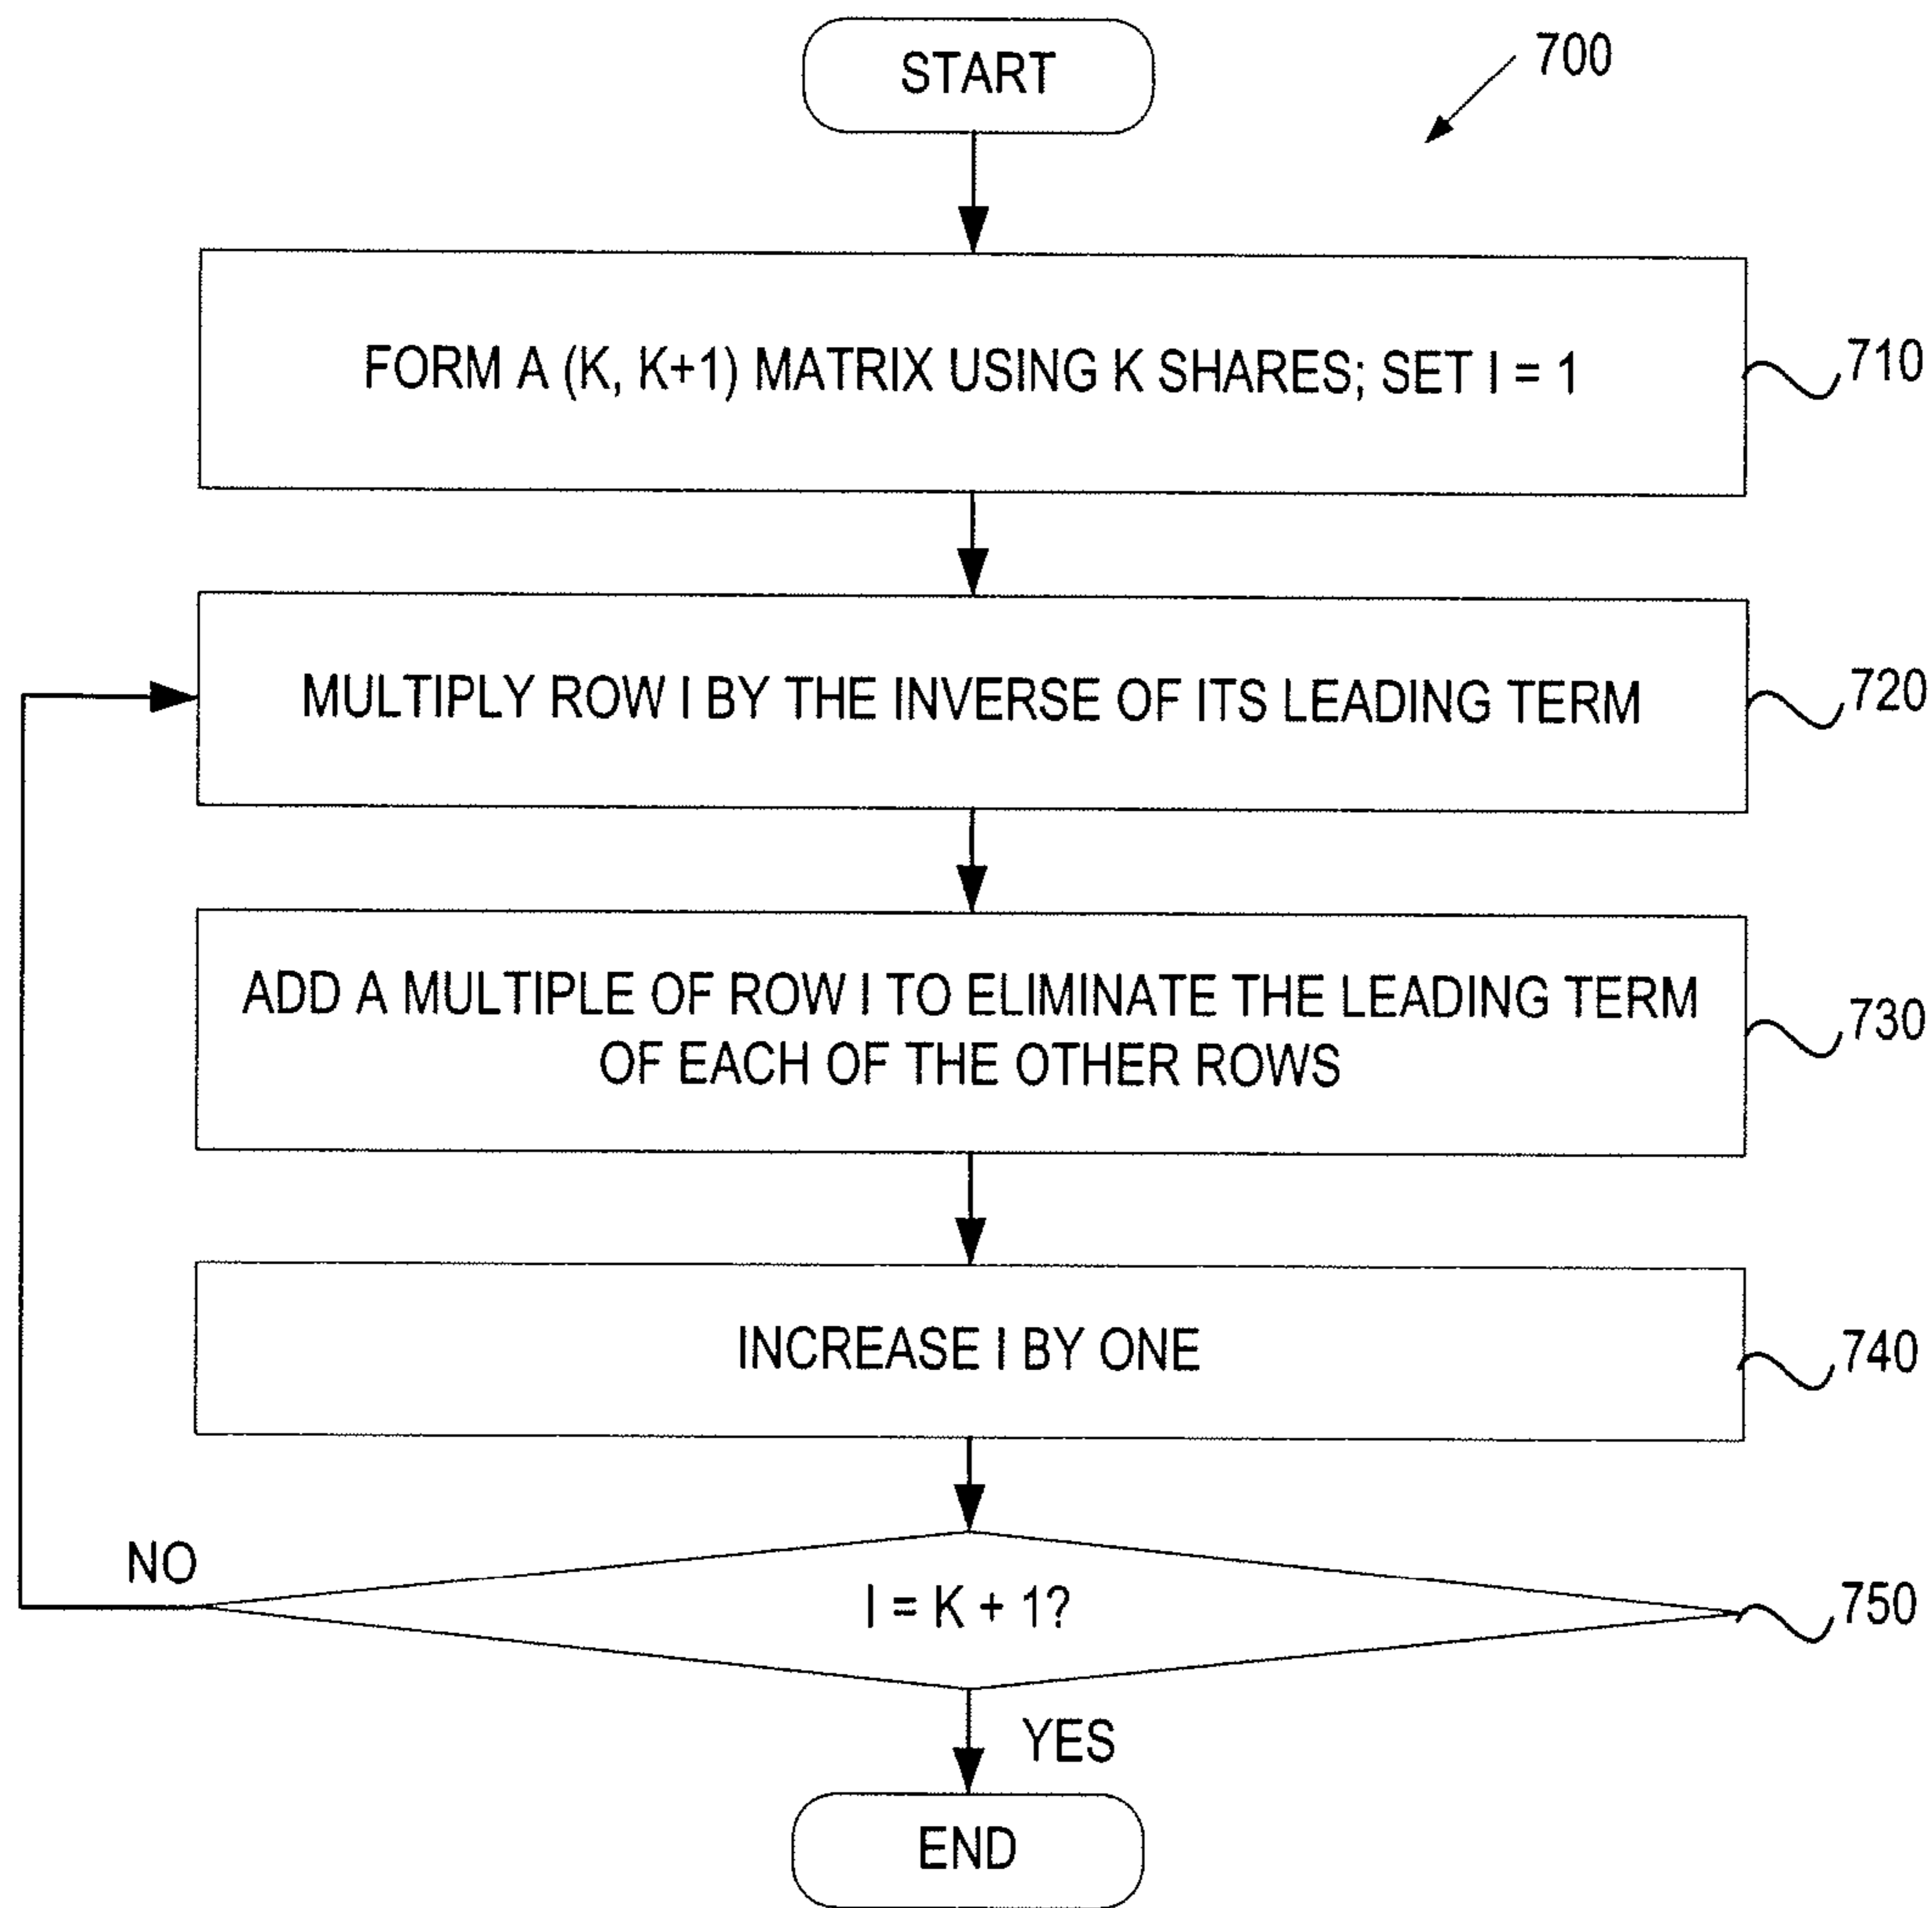 START
700
FORM A (K, K+1) MATRIX USING K SHARES; SET I = 1
710
MULTIPLY ROW I BY THE INVERSE OF ITS LEADING TERM
720
ADD A MULTIPLE OF ROW I TO ELIMINATE THE LEADING TERM
OF EACH OF THE OTHER ROWS
730
INCREASE I BY ONE
740
NO
I = K + 1?
750
YES
END